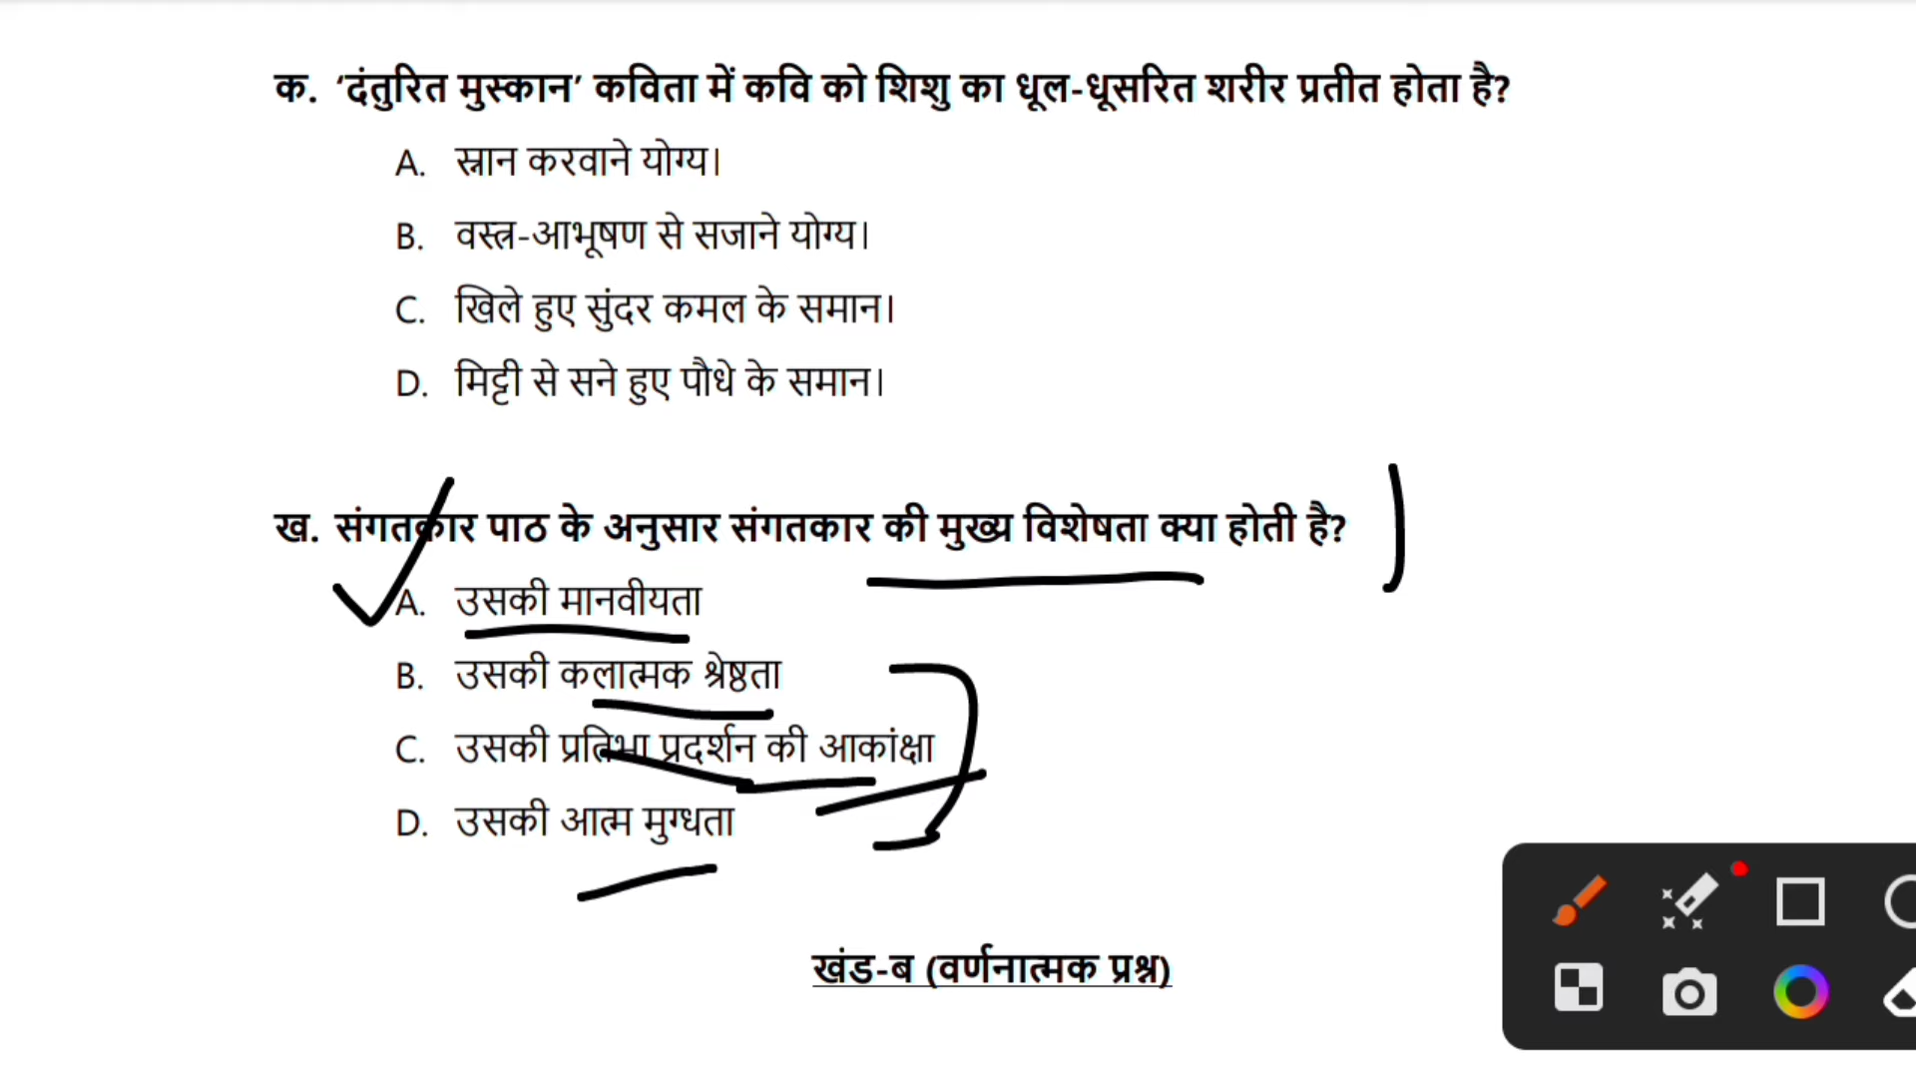 क. ‘दंतुरित मुस्कान’ कविता में कवि को शिशु का धूल-धूसरित शरीर प्रतीत होता है?
A. स्नान करवाने योग्य।
B. वस्त्र-आभूषण से सजाने योग्य।
C. खिले हुए सुंदर कमल के समान।
D. मिट्टी से सने हुए पौधे के समान।
ख. संगतकार पाठ के अनुसार संगतकार की मुख्य विशेषता क्या होती है?
A. उसकी मानवीयता
B. उसकी कलात्मक श्रेष्ठता
C. उसकी प्रतिभा प्रदर्शन की आकांक्षा
D. उसकी आत्म मुग्धता
खंड-ब (वर्णनात्मक प्रश्न)